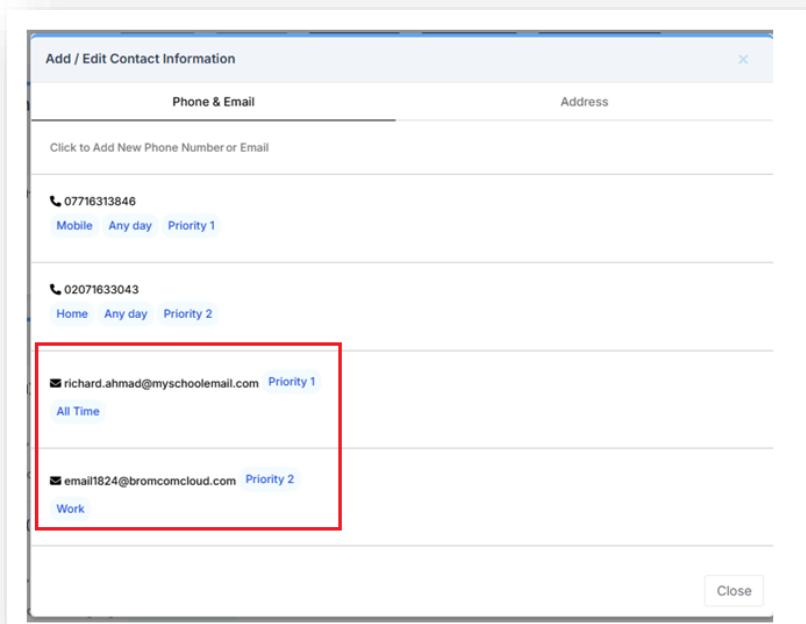 Add / Edit Contact Information ×
Phone & Email Address
Click to Add New Phone Number or Email
07716313846
Mobile Any day Priority 1
02071633043
Home Any day Priority 2
richard.ahmad@myschoolemail.com Priority 1
All Time
email1824@bromcomcloud.com Priority 2
Work
Close